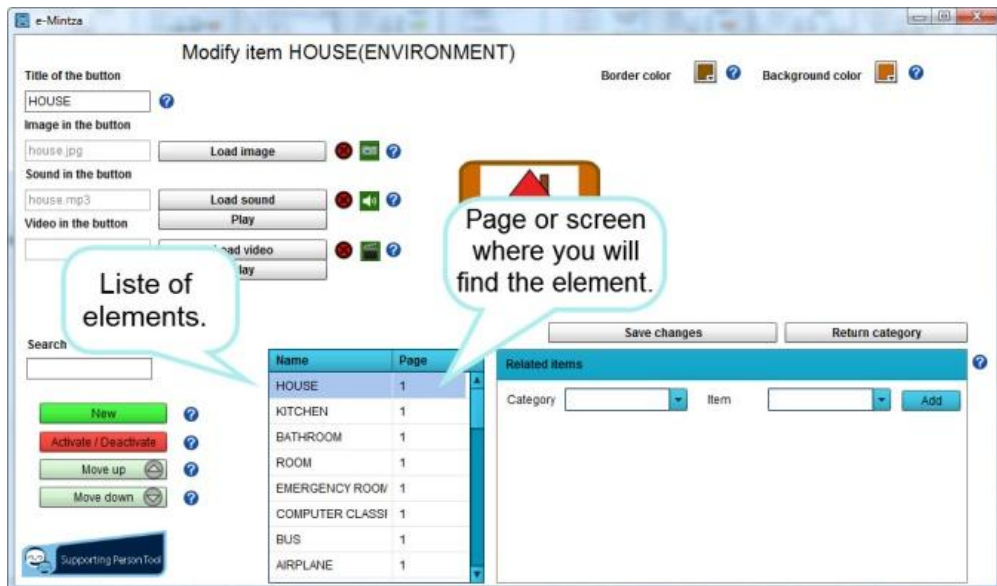 e-Mintza
Modify item HOUSE(ENVIRONMENT)
Title of the button
Border color
Background color
HOUSE
Image in the button
house.jpg
Load image
Sound in the button
house.mp3
Load sound
Play
Video in the button
video
Liste of
elements.
Page or screen
where you will
find the element.
Save changes
Return category
Search
Name Page
HOUSE 1
KITCHEN 1
BATHROOM 1
ROOM 1
EMERGENCY ROOM 1
COMPUTER CLASSI 1
BUS 1
AIRPLANE 1
Related items
Category
Item
Add
New
Activate / Deactivate
Move up
Move down
Supporting Person Tool